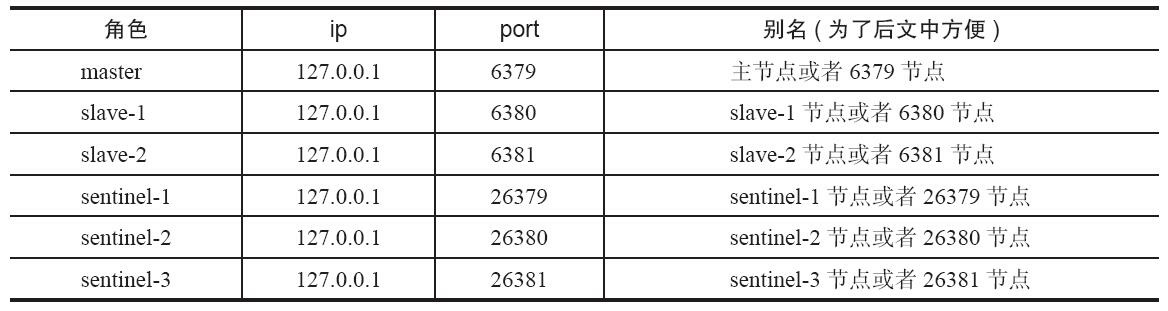 角色 ip port 别名 ( 为了后文中方便 )
master 127.0.0.1 6379 主节点或者 6379 节点
slave-1 127.0.0.1 6380 slave-1 节点或者 6380 节点
slave-2 127.0.0.1 6381 slave-2 节点或者 6381 节点
sentinel-1 127.0.0.1 26379 sentinel-1 节点或者 26379 节点
sentinel-2 127.0.0.1 26380 sentinel-2 节点或者 26380 节点
sentinel-3 127.0.0.1 26381 sentinel-3 节点或者 26381 节点